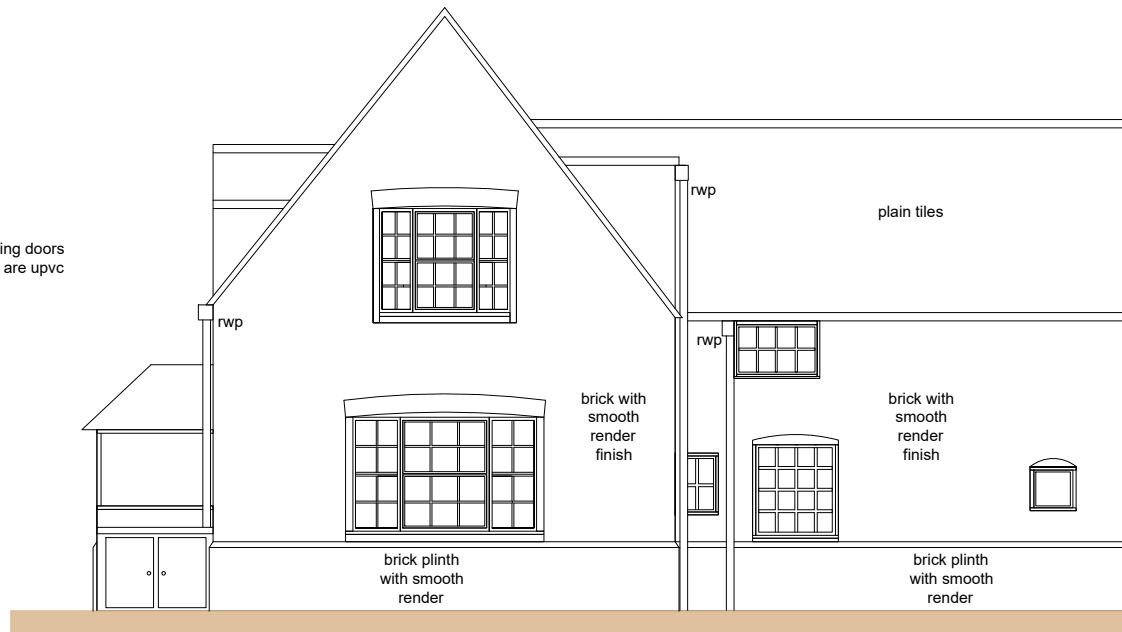 ing doors
are upvc
rwp
plain tiles
rwp
rwp
brick with
smooth
render
finish
brick with
smooth
render
finish
brick plinth
with smooth
render
brick plinth
with smooth
render